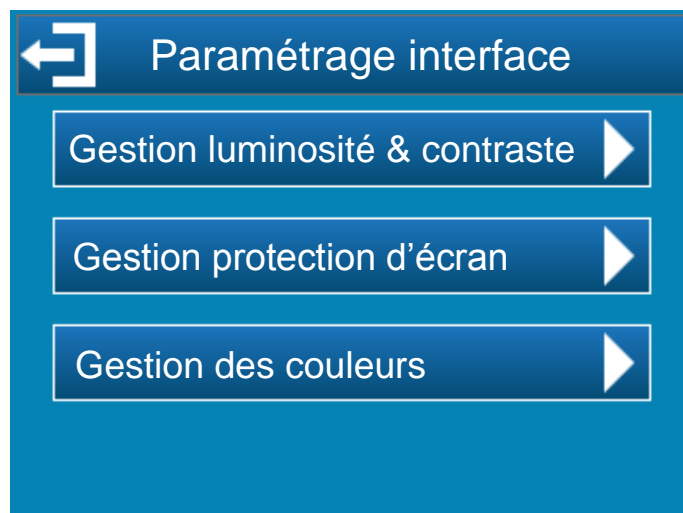 Paramétrage interface
Gestion luminosité & contraste
Gestion protection d’écran
Gestion des couleurs